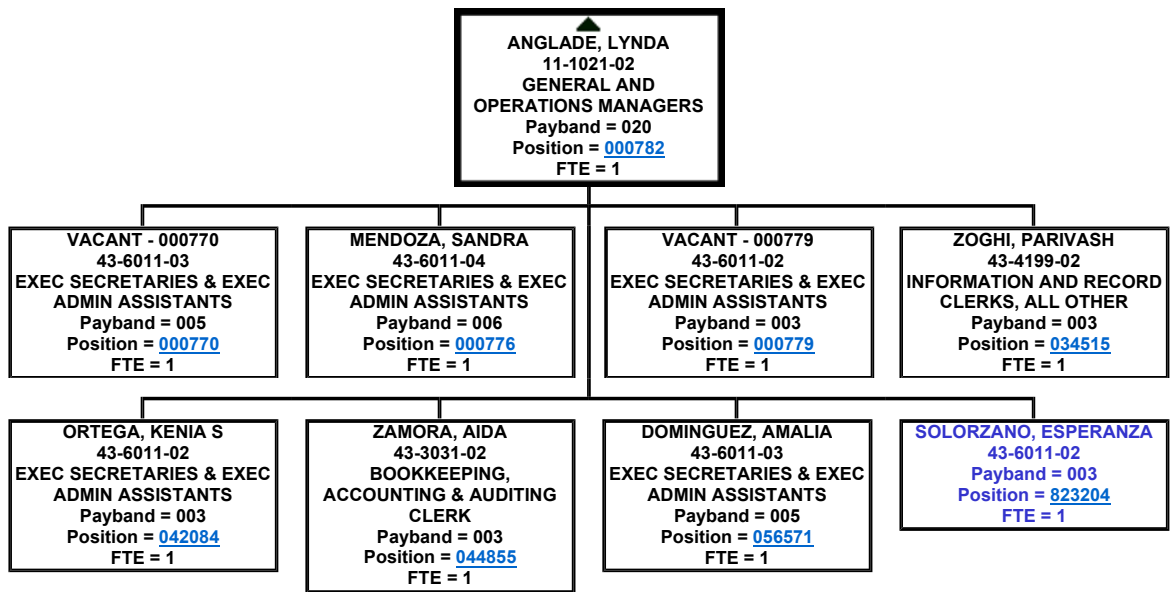 ANGLADE, LYNDA
11-1021-02
GENERAL AND
OPERATIONS MANAGERS
Payband = 020
Position = 000782
FTE = 1
VACANT - 000770
43-6011-03
EXEC SECRETARIES & EXEC
ADMIN ASSISTANTS
Payband = 005
Position = 000770
FTE = 1
MENDOZA, SANDRA
43-6011-04
EXEC SECRETARIES & EXEC
ADMIN ASSISTANTS
Payband = 006
Position = 000776
FTE = 1
VACANT - 000779
43-6011-02
EXEC SECRETARIES & EXEC
ADMIN ASSISTANTS
Payband = 003
Position = 000779
FTE = 1
ZOGHI, PARIVASH
43-4199-02
INFORMATION AND RECORD
CLERKS, ALL OTHER
Payband = 003
Position = 034515
FTE = 1
ORTEGA, KENIA S
43-6011-02
EXEC SECRETARIES & EXEC
ADMIN ASSISTANTS
Payband = 003
Position = 042084
FTE = 1
ZAMORA, AIDA
43-3031-02
BOOKKEEPING,
ACCOUNTING & AUDITING
CLERK
Payband = 003
Position = 044855
FTE = 1
DOMINGUEZ, AMALIA
43-6011-03
EXEC SECRETARIES & EXEC
ADMIN ASSISTANTS
Payband = 005
Position = 056571
FTE = 1
SOLORZANO, ESPERANZA
43-6011-02
Payband = 003
Position = 823204
FTE = 1